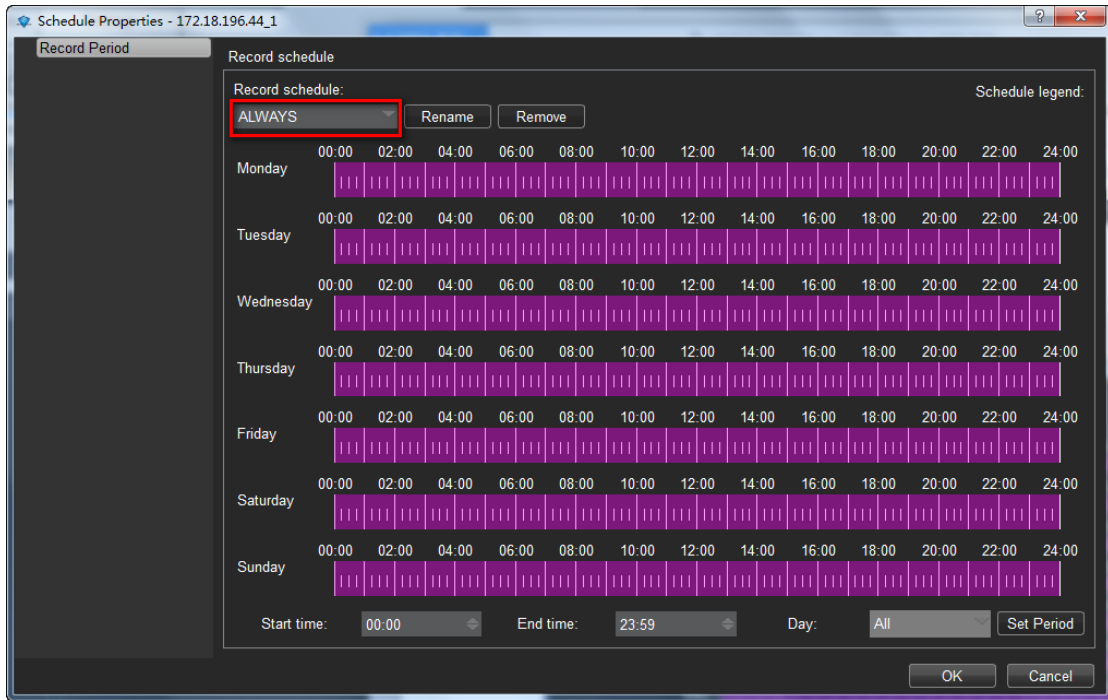 Schedule Properties - 172.18.196.44_1
?
Record Period
Record schedule
Record schedule:
Schedule legend:
ALWAYS Rename Remove
00:00 02:00 04:00 06:00 08:00 10:00 12:00 14:00 16:00 18:00 20:00 22:00 24:00
Monday
00:00 02:00 04:00 06:00 08:00 10:00 12:00 14:00 16:00 18:00 20:00 22:00 24:00
Tuesday
00:00 02:00 04:00 06:00 08:00 10:00 12:00 14:00 16:00 18:00 20:00 22:00 24:00
Wednesday
00:00 02:00 04:00 06:00 08:00 10:00 12:00 14:00 16:00 18:00 20:00 22:00 24:00
Thursday
00:00 02:00 04:00 06:00 08:00 10:00 12:00 14:00 16:00 18:00 20:00 22:00 24:00
Friday
00:00 02:00 04:00 06:00 08:00 10:00 12:00 14:00 16:00 18:00 20:00 22:00 24:00
Saturday
00:00 02:00 04:00 06:00 08:00 10:00 12:00 14:00 16:00 18:00 20:00 22:00 24:00
Sunday
Start time: 00:00 End time: 23:59 Day: All Set Period
OK Cancel